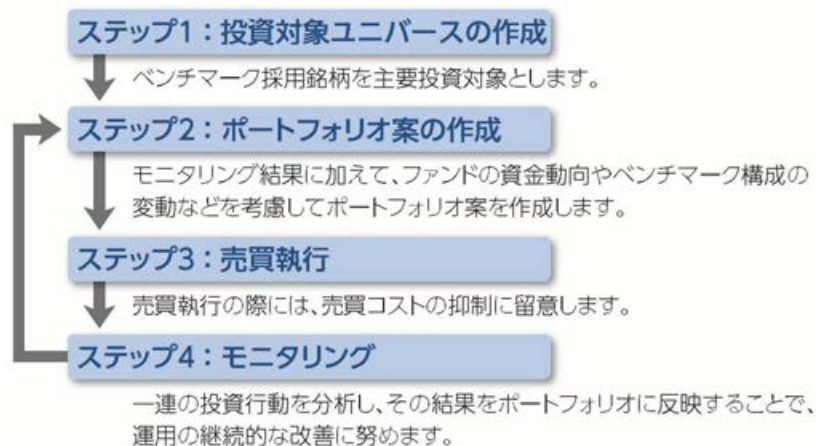 ステップ1：投資対象ユニバースの作成
ベンチマーク採用銘柄を主要投資対象とします。
ステップ2：ポートフォリオ案の作成
モニタリング結果に加えて、ファンドの資金動向やベンチマーク構成の
変動などを考慮してポートフォリオ案を作成します。
ステップ3：売買執行
売買執行の際には、売買コストの抑制に留意します。
ステップ4：モニタリング
一連の投資行動を分析し、その結果をポートフォリオに反映することで、
運用の継続的な改善に努めます。